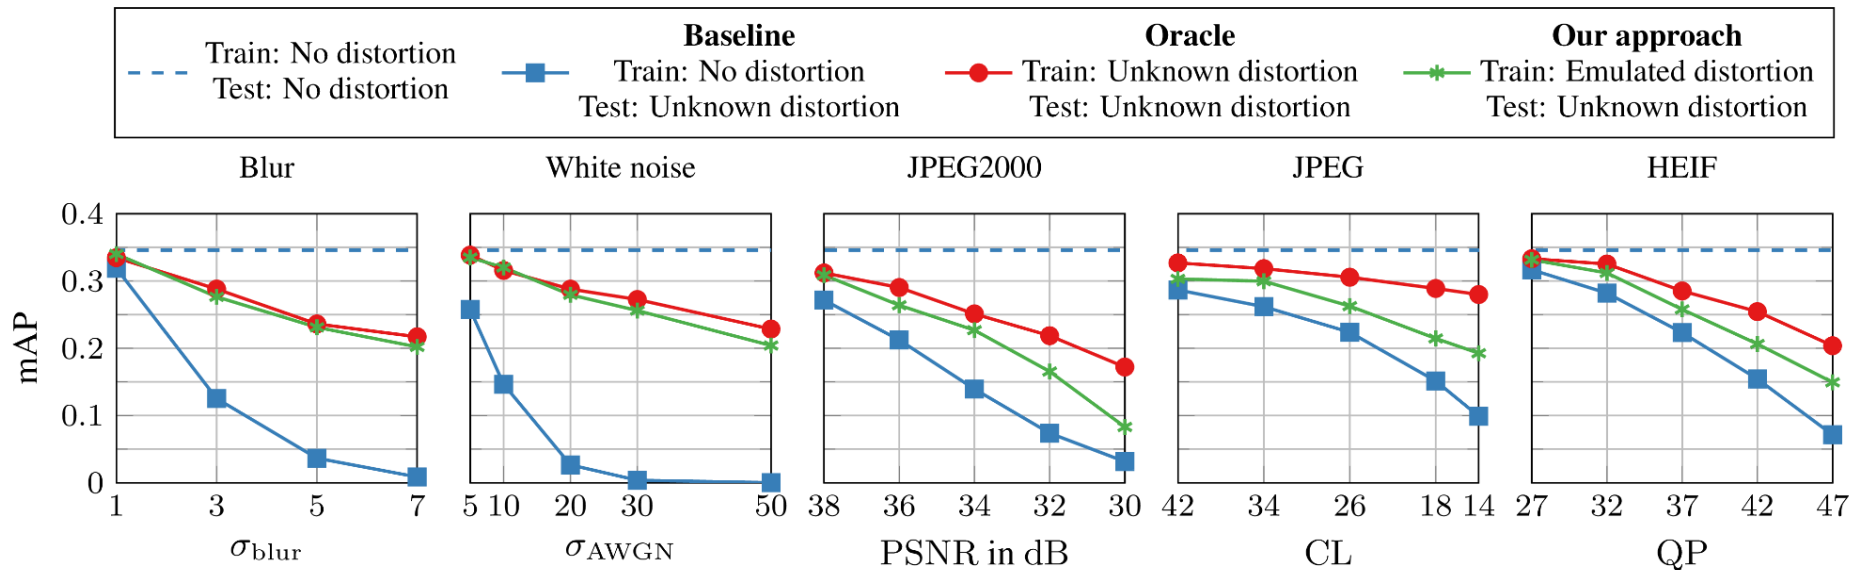 Train: No distortion
Test: No distortion
Baseline
Train: No distortion
Test: Unknown distortion
Oracle
Train: Unknown distortion
Test: Unknown distortion
Our approach
Train: Emulated distortion
Test: Unknown distortion
Blur
White noise
JPEG2000
JPEG
HEIF
mAP
0.4
0.3
0.2
0.1
0
1 3 5 7
5 10 20 30 50
38 36 34 32 30
42 34 26 18 14
27 32 37 42 47
σblur
σAWGN
PSNR in dB
CL
QP